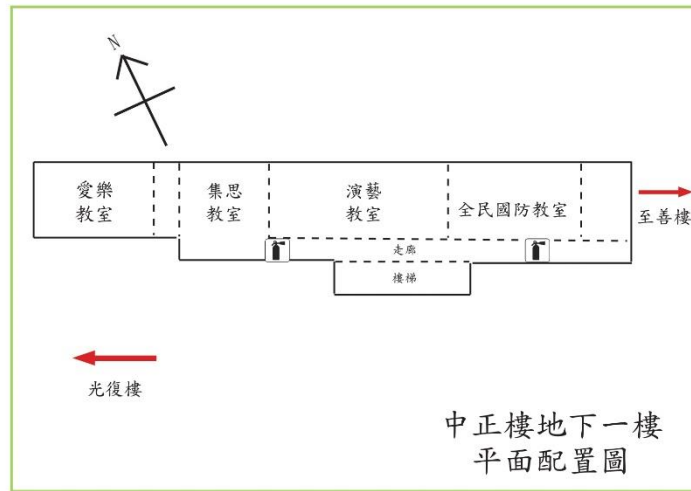 N
愛樂
教室
集思
教室
演藝
教室
全民國防教室
至善樓
走廊
樓梯
光復樓
中正樓地下一樓
平面配置圖